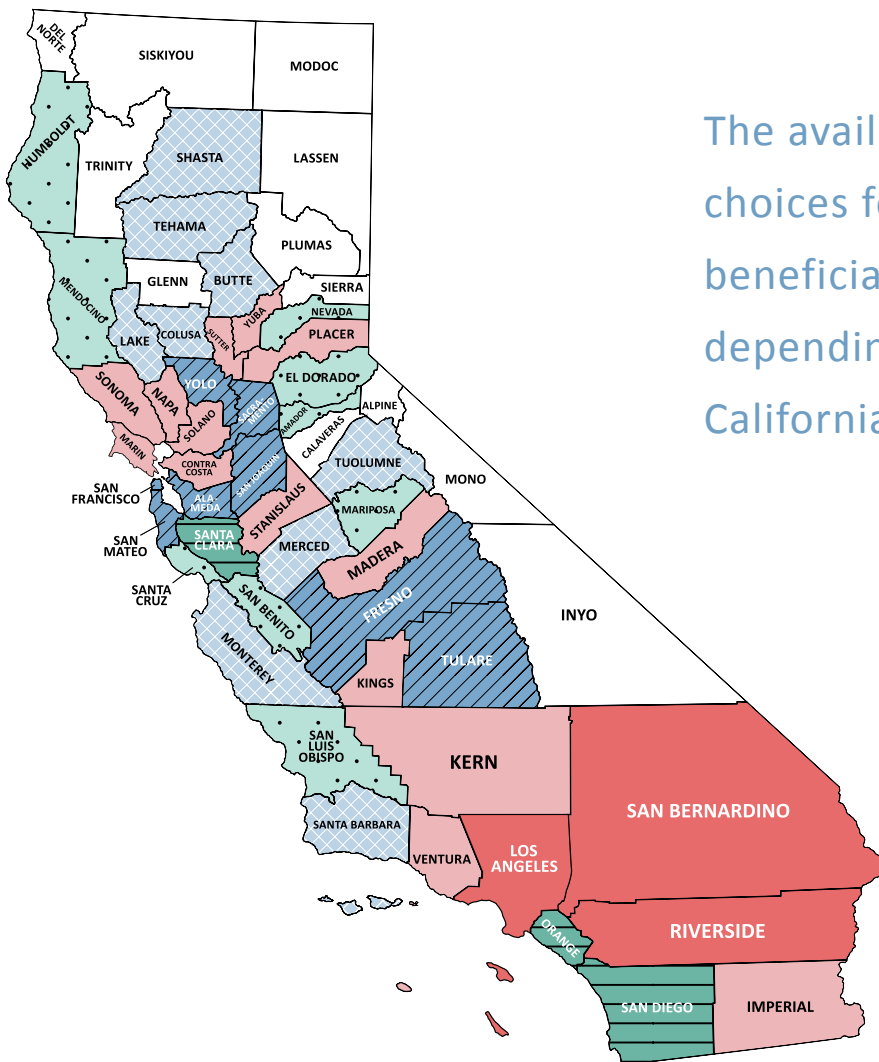 DEL
NORTE
SISKIYOU
MODOC
HUMBOLDT
TRINITY
SHASTA
LASSEN
TEHAMA
PLUMAS
GLENN
BUTTE
SIERRA
MENDOCINO
NEVADA
YUBA
COLUSA
SUTTER
PLACER
LAKE
YOLO
EL DORADO
SONOMA
NAPA
SACRA-
MENTO
ALPINE
AMADOR
SOLANO
CALAVERAS
MARIN
TUOLUMNE
CONTRA
COSTA
SAN JOAQUIN
MONO
SAN
FRANCISCO
ALA-
MEDA
STANISLAUS
MARIPOSA
SAN
MATEO
SANTA
CLARA
MERCED
MADERA
SANTA
CRUZ
SAN BENITO
FRESNO
INYO
MONTEREY
TULARE
KINGS
SAN
LUIS
OBISPO
KERN
SAN BERNARDINO
SANTA BARBARA
VENTURA
LOS
ANGELES
ORANGE
RIVERSIDE
SAN DIEGO
IMPERIAL
The avail
choices f
beneficia
dependin
California